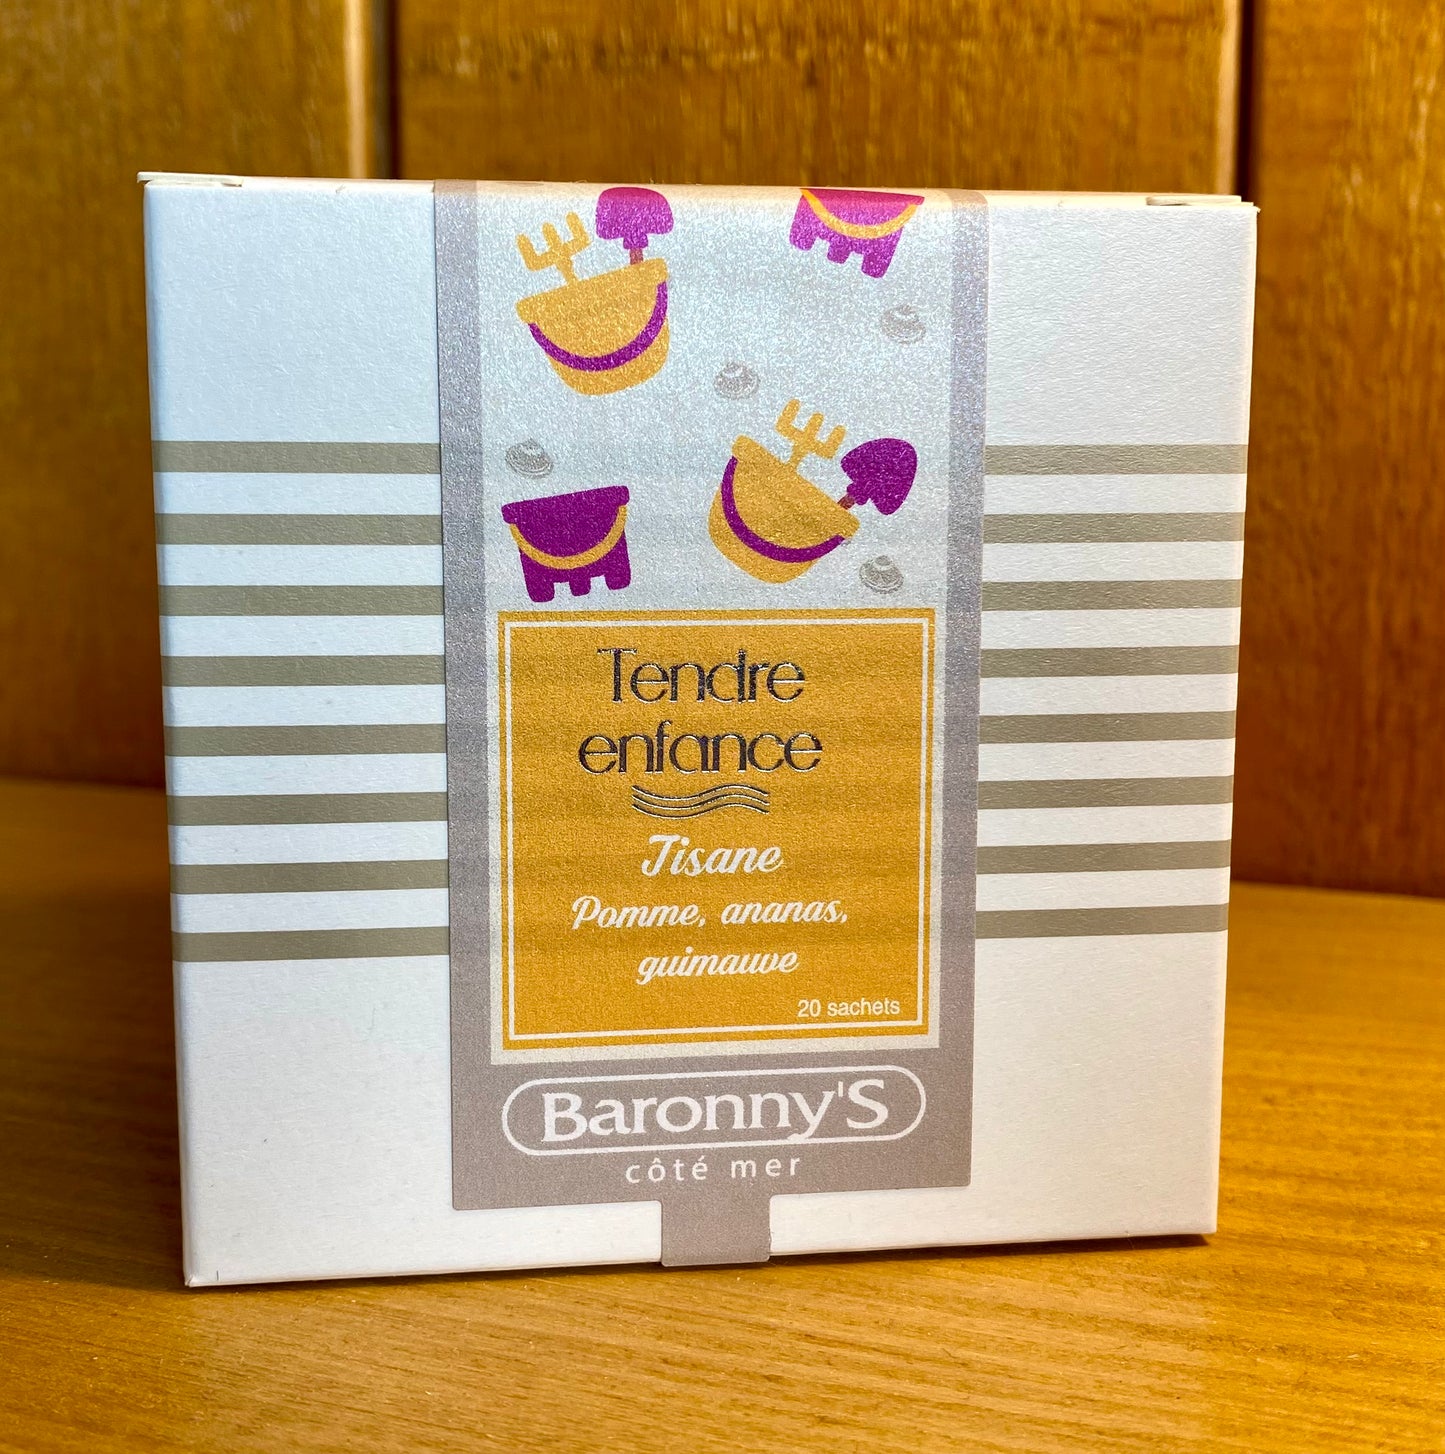 Tendre
enfance
Tisane
Pomme, ananas,
guimauve
20 sachets
Baronny'S
côté mer